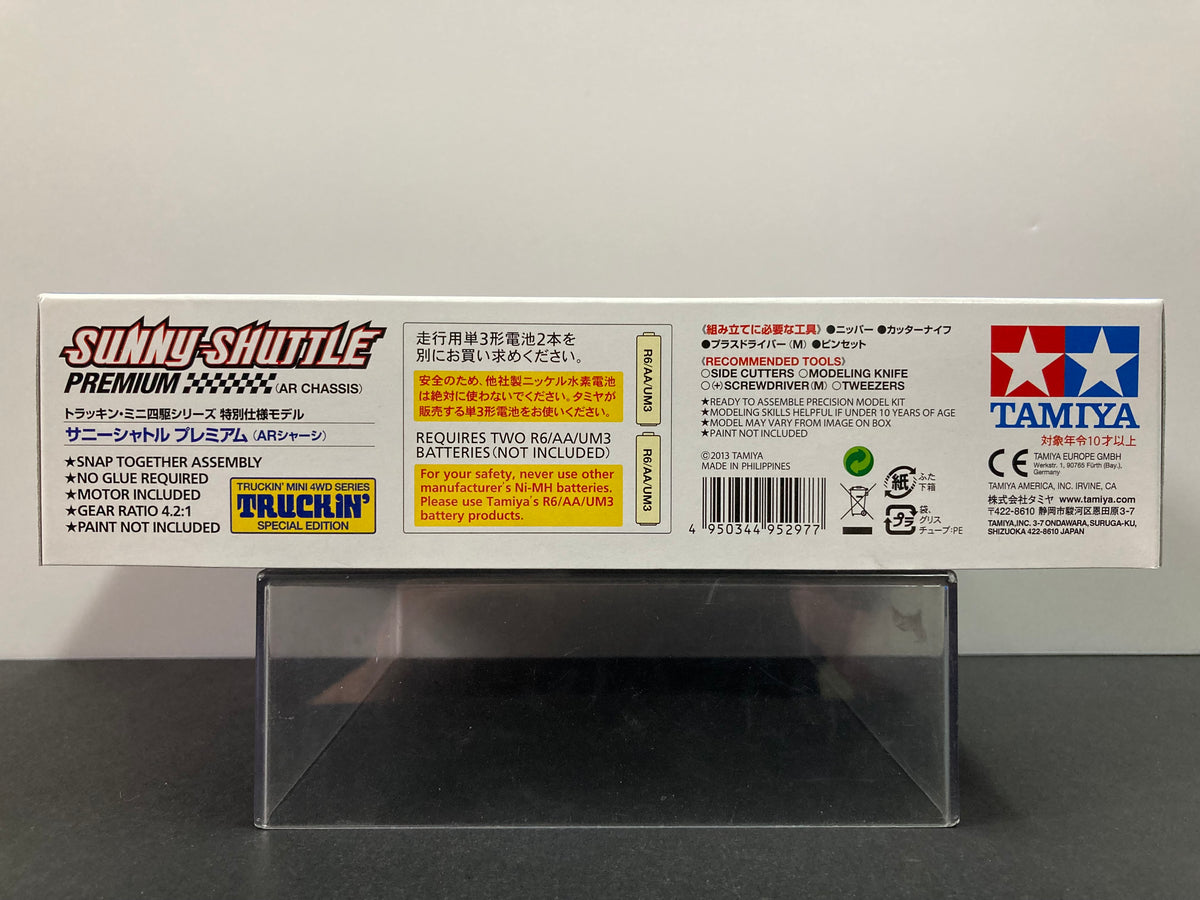 SUNNY-SHUTTLE
PREMIUM (AR CHASSIS)
トラッキン・ミニ四駆シリーズ 特別仕様モデル
サニーシャトル プレミアム (ARシャーシ)
★SNAP TOGETHER ASSEMBLY
★NO GLUE REQUIRED
★MOTOR INCLUDED
★GEAR RATIO 4.2:1
★PAINT NOT INCLUDED
TRUCKIN' MINI 4WD SERIES
TRUCKiN'
SPECIAL EDITION
走行用単3形電池2本を
別にお買い求めください。
安全のため、他社製ニッケル水素電池
は絶対に使わないでください。タミヤが
販売する単3形電池をお使いください。
REQUIRES TWO R6/AA/UM3
BATTERIES (NOT INCLUDED)
For your safety, never use other
manufacturer's Ni-MH batteries.
Please use Tamiya's R6/AA/UM3
battery products.
R6/AA/UM3
R6/AA/UM3
《組み立てに必要な工具》 ●ニッパー ●カッターナイフ
●プラスドライバー(M) ●ピンセット
《RECOMMENDED TOOLS》
○SIDE CUTTERS ○MODELING KNIFE
○(+)SCREWDRIVER(M) ○TWEEZERS
★READY TO ASSEMBLE PRECISION MODEL KIT
★MODELING SKILLS HELPFUL IF UNDER 10 YEARS OF AGE
★MODEL MAY VARY FROM IMAGE ON BOX
★PAINT NOT INCLUDED
©2013 TAMIYA
MADE IN PHILIPPINES
4 950344 952977
紙
ふた
下箱
プラ
袋、
グリス
チューブ:PE
TAMIYA
対象年令10才以上
CE
TAMIYA EUROPE GMBH
Werkstr. 1, 90765 Fürth (Bay.),
Germany
TAMIYA AMERICA, INC. IRVINE, CA
株式会社タミヤ www.tamiya.com
〒422-8610 静岡市駿河区恩田原3-7
TAMIYA,INC. 3-7 ONDAWARA, SURUGA-KU,
SHIZUOKA 422-8610 JAPAN